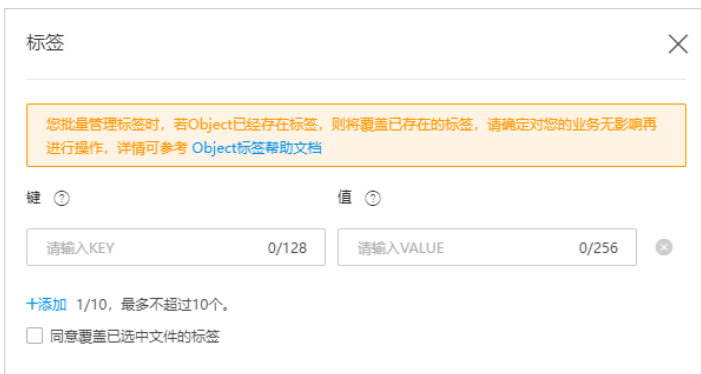 标签
您批量管理标签时，若Object已经存在标签，则将覆盖已存在的标签，请确定对您的业务无影响再
进行操作，详情可参考 Object标签帮助文档
键 ? 值 ?
请输入KEY 0/128 请输入VALUE 0/256
+添加 1/10，最多不超过10个。
同意覆盖已选中文件的标签